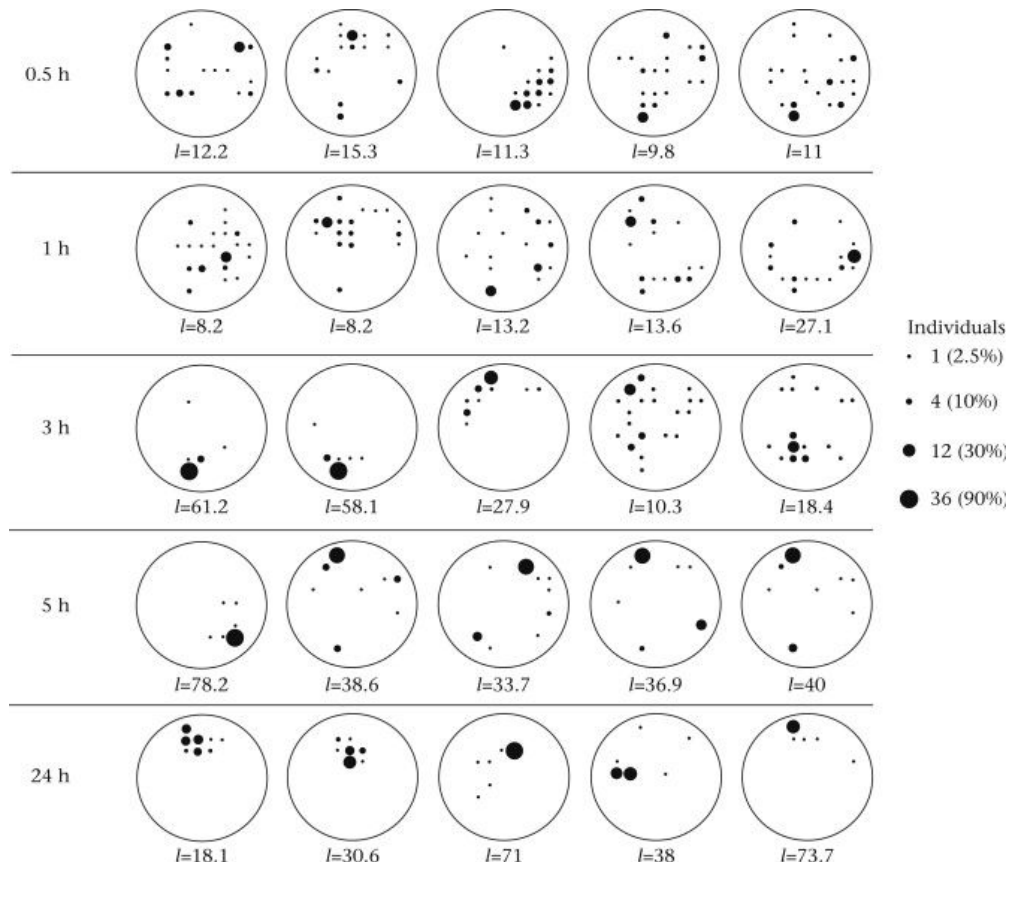 0.5 h
l=12.2 l=15.3 l=11.3 l=9.8 l=11
1 h
l=8.2 l=8.2 l=13.2 l=13.6 l=27.1
Individuals
1 (2.5%)
4 (10%)
12 (30%)
36 (90%)
3 h
l=61.2 l=58.1 l=27.9 l=10.3 l=18.4
5 h
l=78.2 l=38.6 l=33.7 l=36.9 l=40
24 h
l=18.1 l=30.6 l=71 l=38 l=73.7